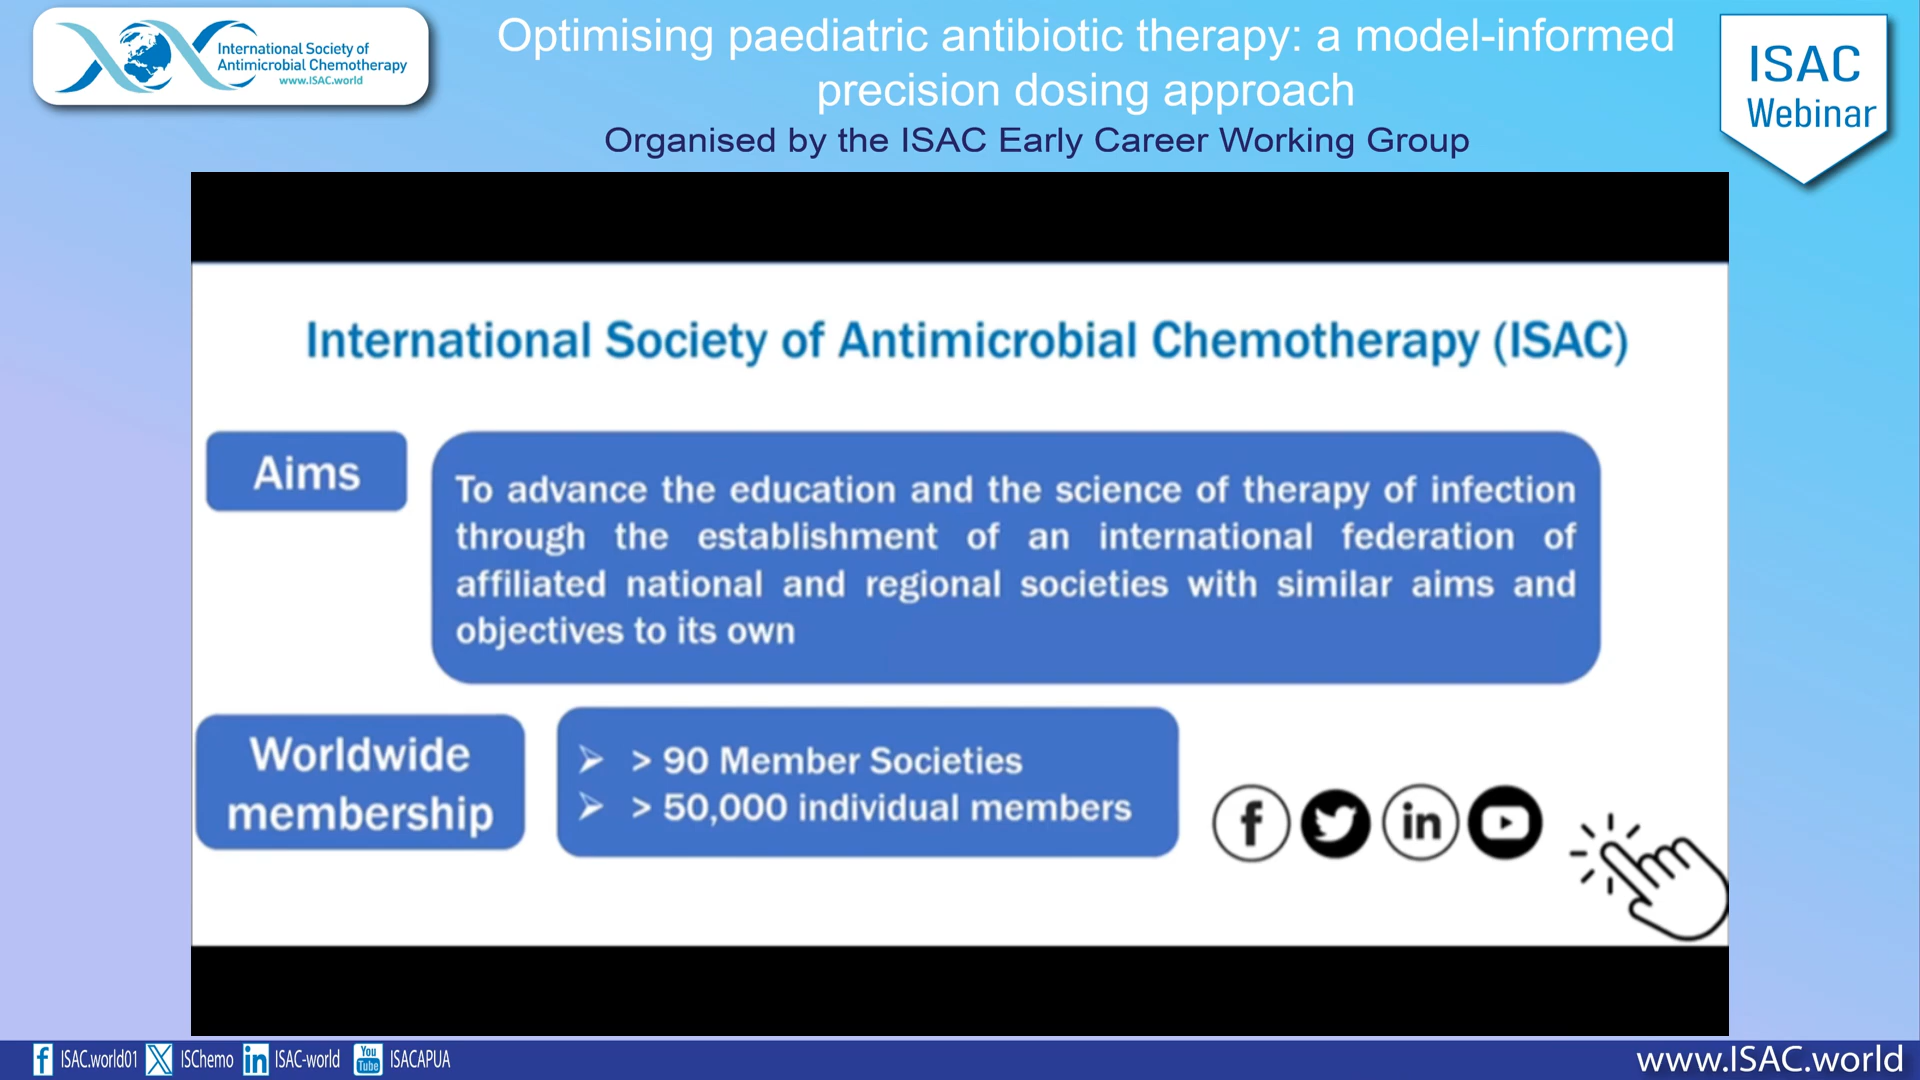 International Society of
Antimicrobial Chemotherapy
www.ISAC.world
Optimising paediatric antibiotic therapy: a model-informed
precision dosing approach
Organised by the ISAC Early Career Working Group
ISAC
Webinar
International Society of Antimicrobial Chemotherapy (ISAC)
Aims
To advance the education and the science of therapy of infection
through the establishment of an international federation of
affiliated national and regional societies with similar aims and
objectives to its own
Worldwide
membership
> 90 Member Societies
> 50,000 individual members
f in
f ISAC.world01 X ISChemo in ISAC-world You Tube ISACAPUA
www.ISAC.world